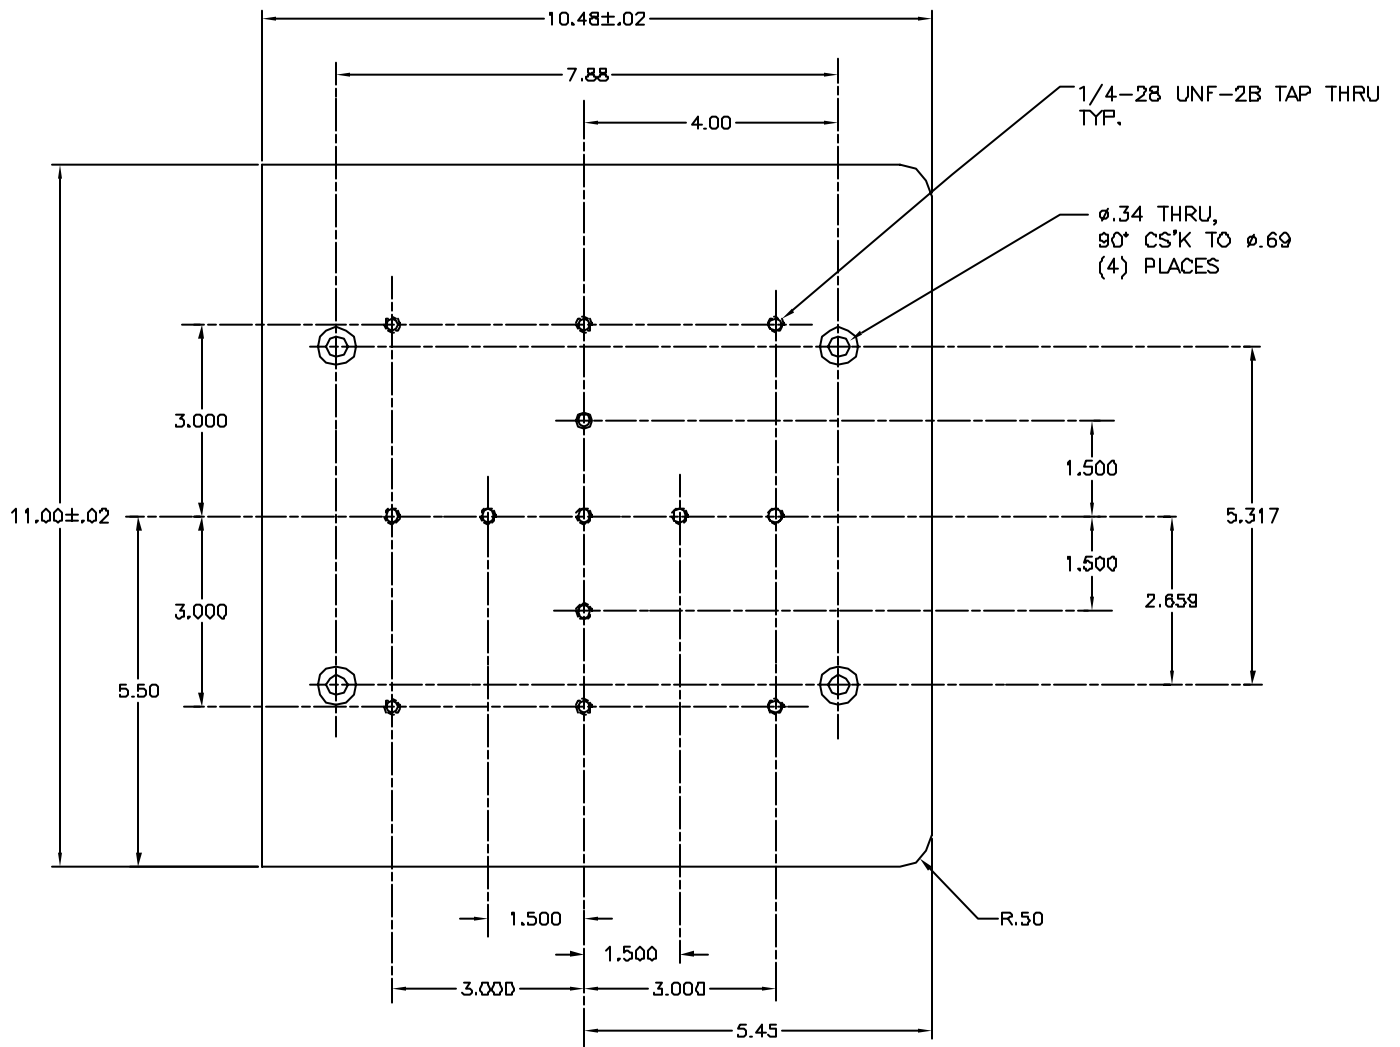 10.48±.02
7.88
4.00
1/4-28 UNF-2B TAP THRU
TYP.
ø.34 THRU,
90° CS'K TO ø.69
(4) PLACES
3.000
1.500
11.00±.02
5.317
1.500
2.659
3.000
5.50
1.500
R.50
1.500
3.000
3.000
5.45